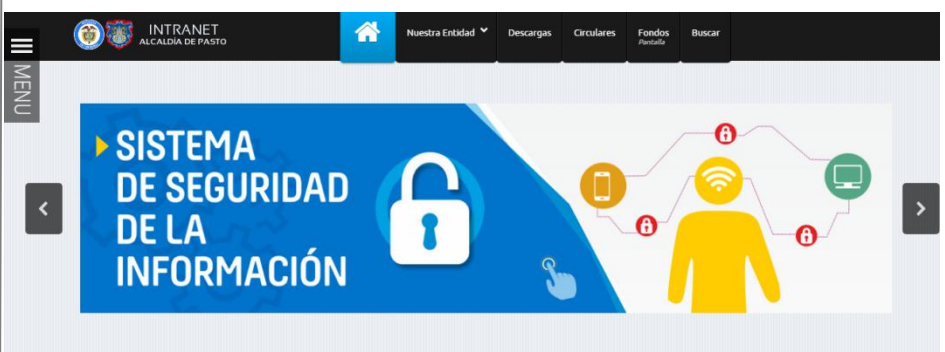 INTRANET
ALCALDÍA DE PASTO
Nuestra Entidad
Descargas
Circulares
Fondos
Pantalla
Buscar
MENU
SISTEMA
DE SEGURIDAD
DE LA
INFORMACIÓN